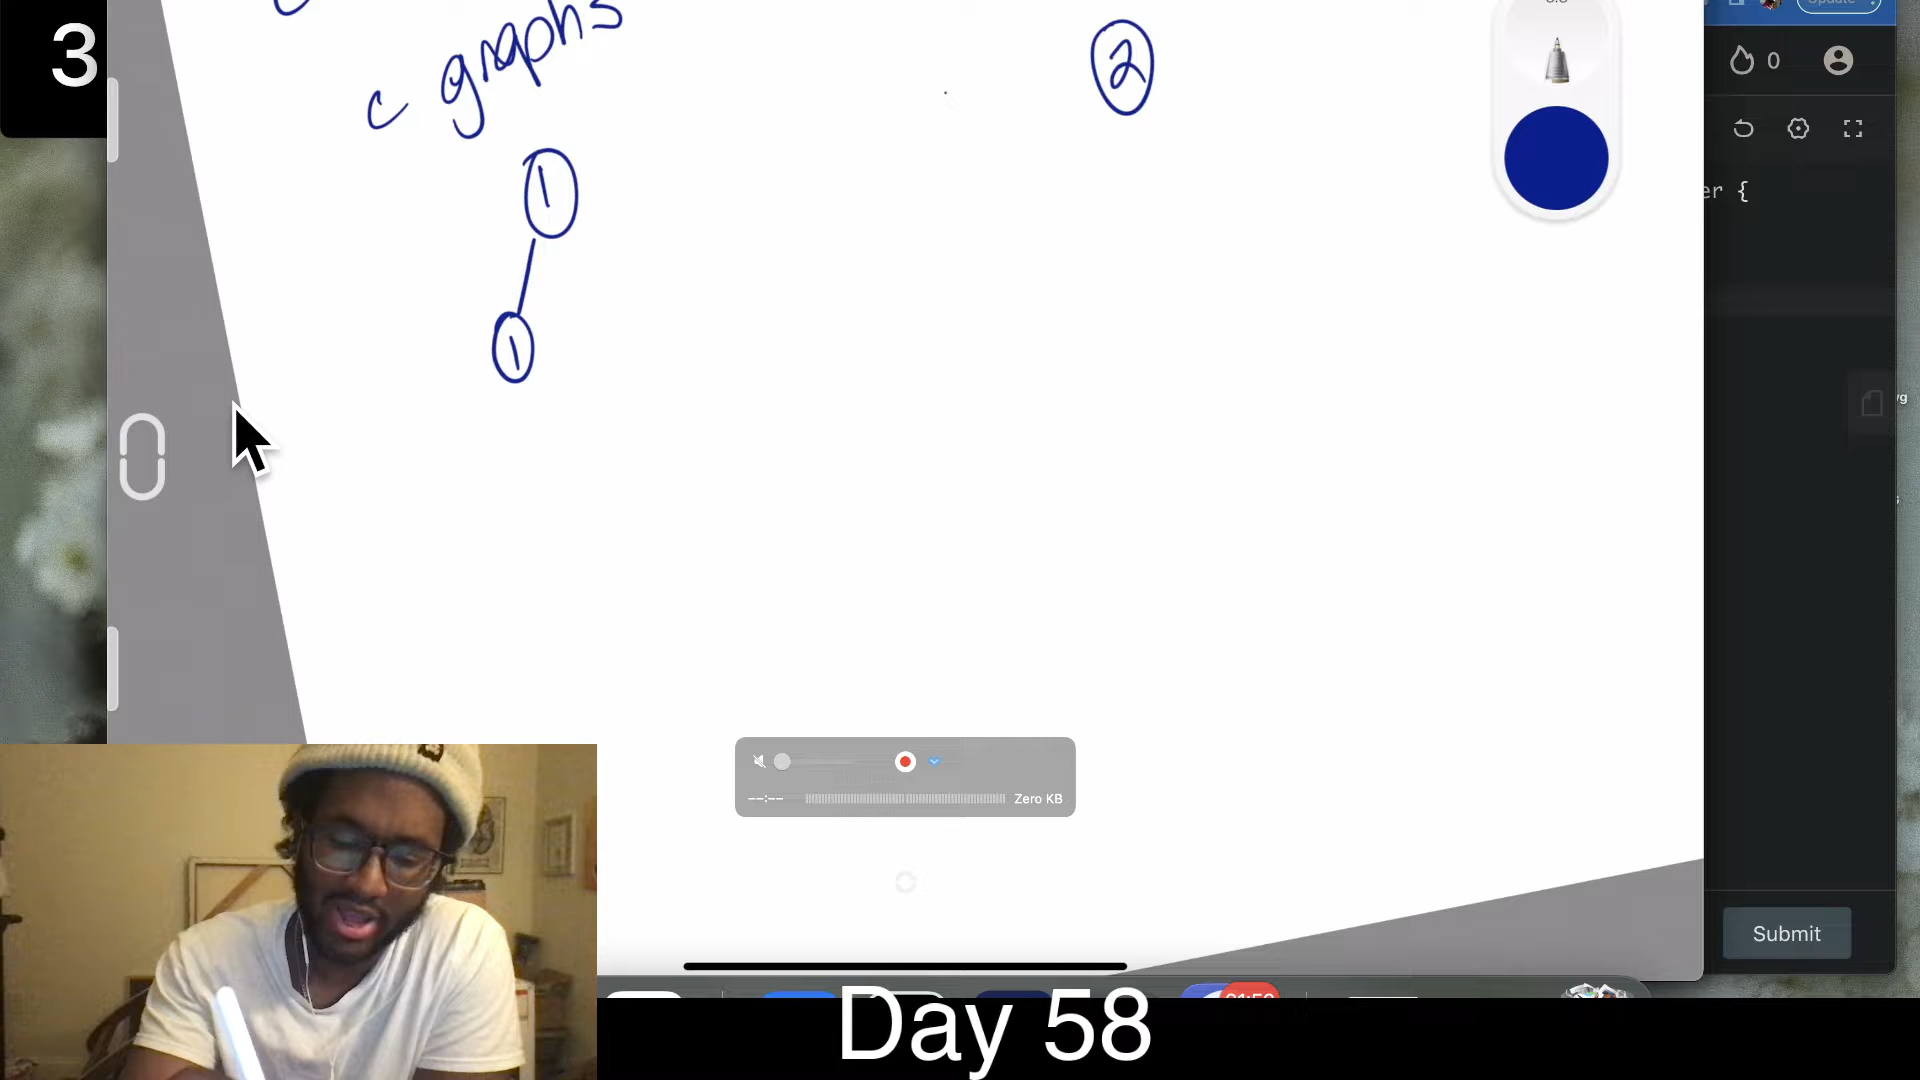 3
c graphs
1
1
2
0
er {
--:--
Zero KB
Submit
Day 58